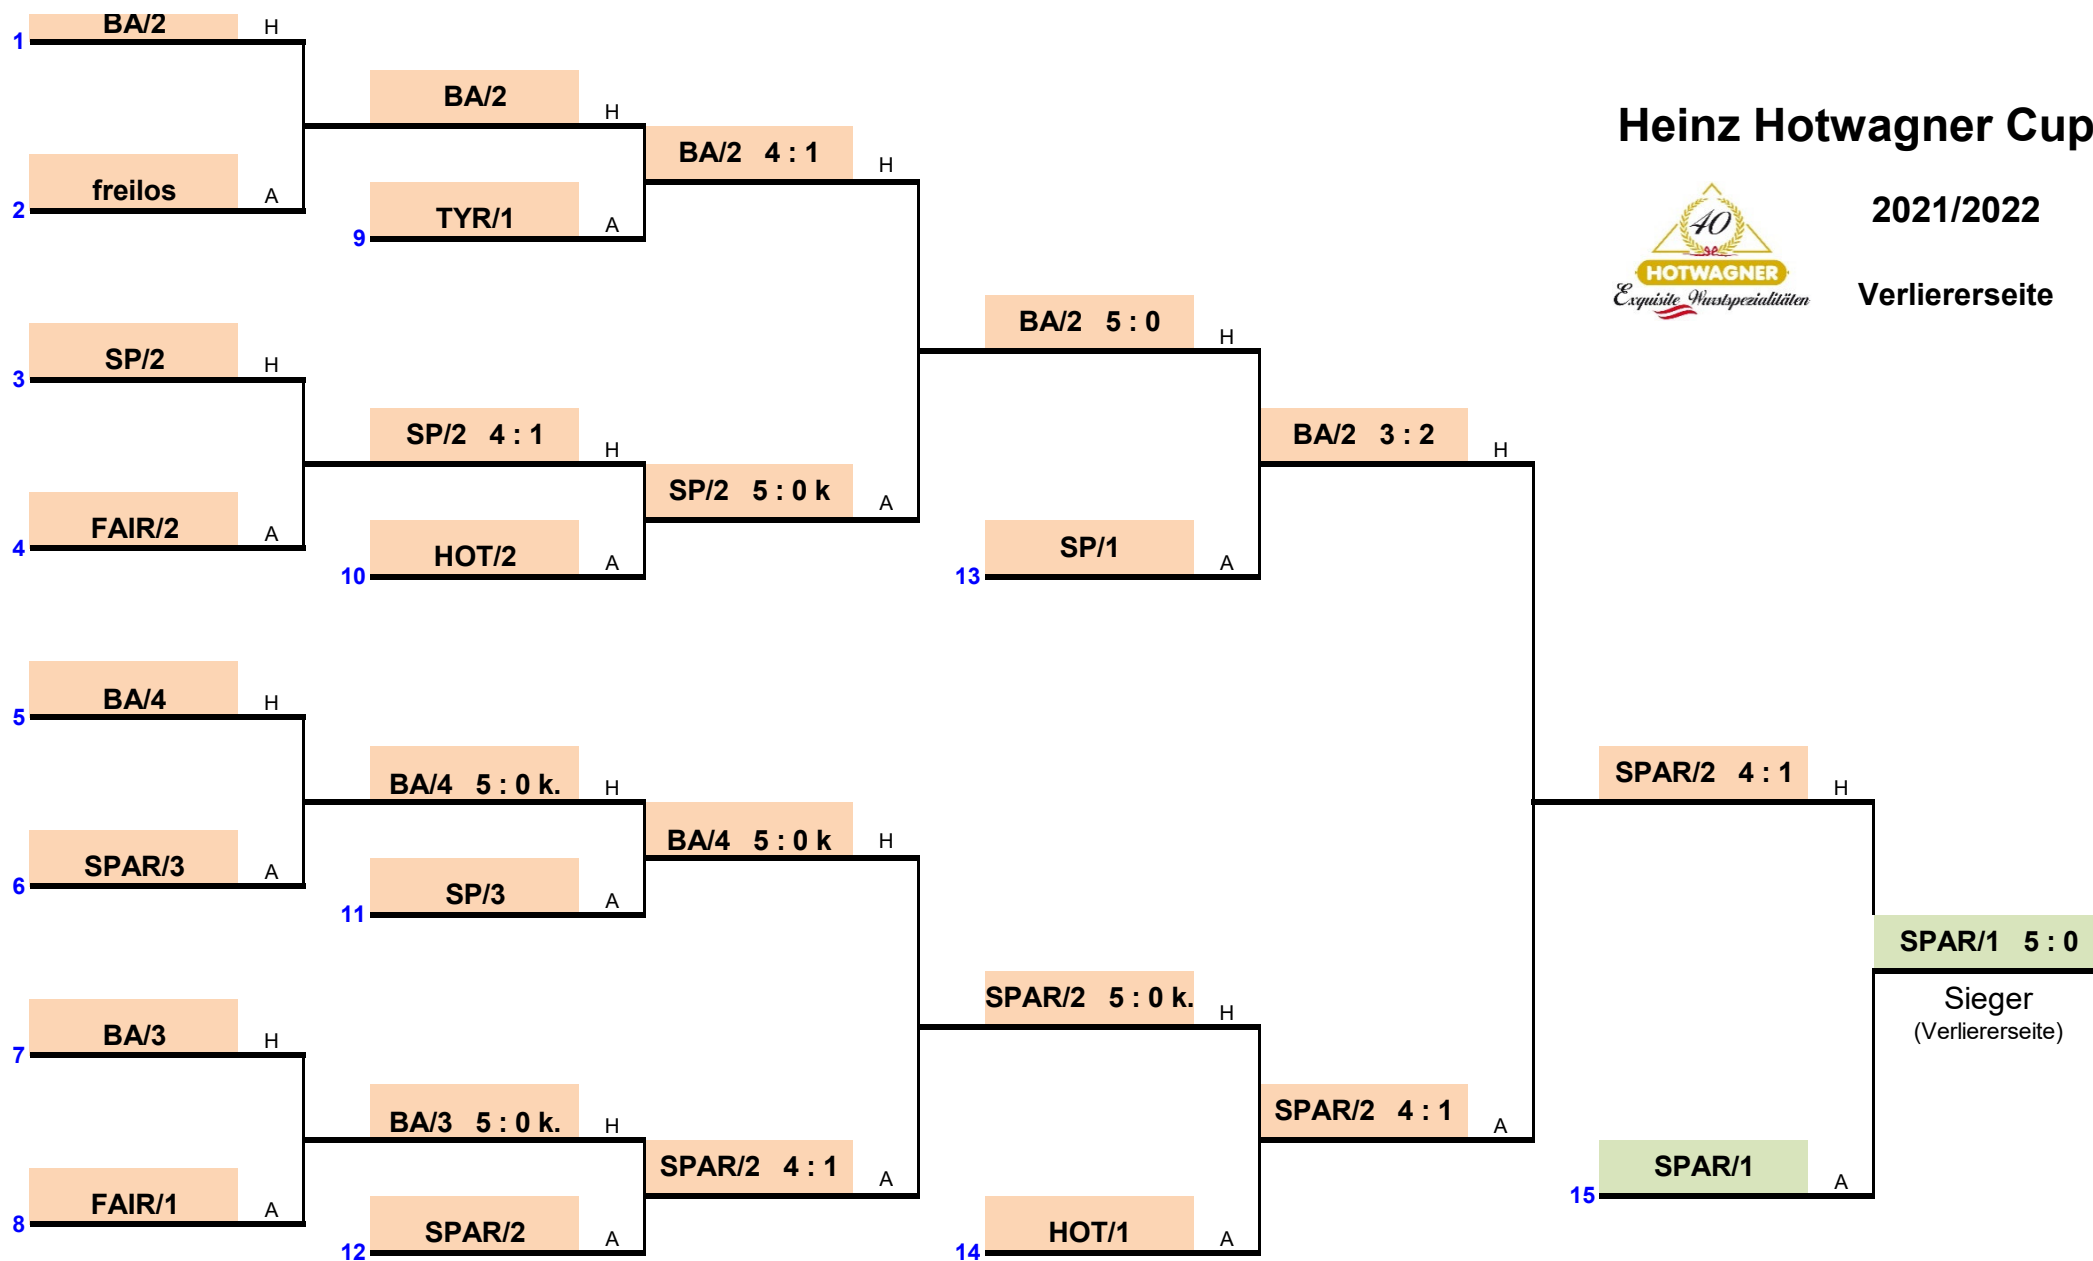 BA/2 H
1
BA/2 H
Heinz Hotwagner Cup
BA/2 4 : 1 H
freilos A
2
TYR/1 A
9
40
HOTWAGNER
Exquisite Wurstspezialitäten
2021/2022
Verliererseite
BA/2 5 : 0 H
SP/2 H
3
SP/2 4 : 1 H
BA/2 3 : 2 H
SP/2 5 : 0 k A
FAIR/2 A
4
HOT/2 A
10
SP/1 A
13
BA/4 H
5
BA/4 5 : 0 k. H
SPAR/2 4 : 1 H
BA/4 5 : 0 k H
SPAR/3 A
6
SP/3 A
11
SPAR/1 5 : 0
Sieger
(Verliererseite)
SPAR/2 5 : 0 k. H
BA/3 H
7
BA/3 5 : 0 k. H
SPAR/2 4 : 1 A
SPAR/2 4 : 1 A
SPAR/1 A
15
FAIR/1 A
8
SPAR/2 A
12
HOT/1 A
14